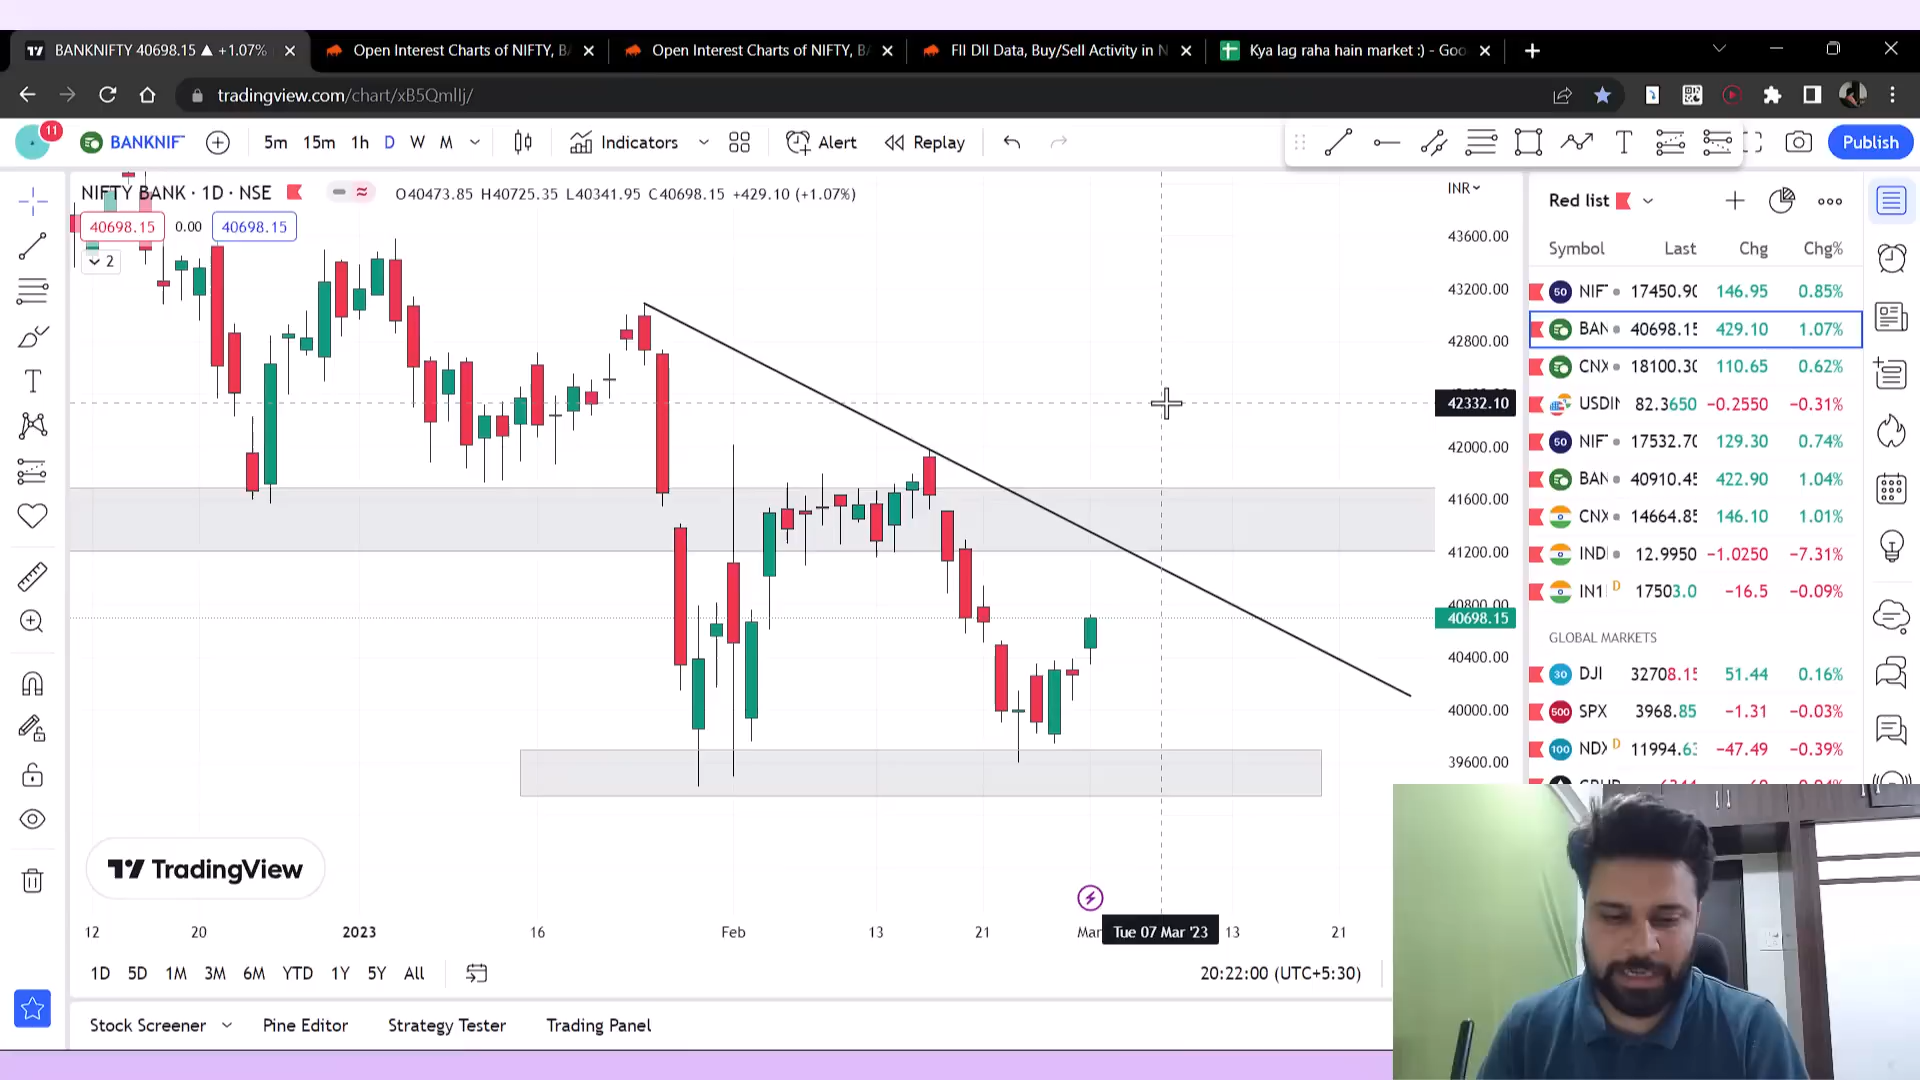 BANKNIFTY 40698.15 ▲ +1.07%
Open Interest Charts of NIFTY, B
Open Interest Charts of NIFTY, B
FII DII Data, Buy/Sell Activity in N
Kya lag raha hain market :) - Goo
tradingview.com/chart/xB5QmlIj/
11
BANKNIF
5m 15m 1h D W M
Indicators
Alert
Replay
Publish
NIFTY BANK · 1D · NSE
O40473.85 H40725.35 L40341.95 C40698.15 +429.10 (+1.07%)
40698.15 0.00 40698.15
2
INR
43600.00
43200.00
42800.00
42332.10
42000.00
41600.00
41200.00
40800.00
40698.15
40400.00
40000.00
39600.00
TradingView
12 20 2023 16 Feb 13 21 Mar Tue 07 Mar '23 13 21
1D 5D 1M 3M 6M YTD 1Y 5Y All
20:22:00 (UTC+5:30)
Stock Screener Pine Editor Strategy Tester Trading Panel
Red list
Symbol Last Chg Chg%
50 NIF 17450.90 146.95 0.85%
BAN 40698.15 429.10 1.07%
CNX 18100.30 110.65 0.62%
USDIN 82.3650 −0.2550 −0.31%
50 NIF 17532.70 129.30 0.74%
BAN 40910.45 422.90 1.04%
CNX 14664.85 146.10 1.01%
IND 12.9950 −1.0250 −7.31%
IN1 D 17503.0 −16.5 −0.09%
GLOBAL MARKETS
30 DJI 32708.15 51.44 0.16%
500 SPX 3968.85 −1.31 −0.03%
100 NDX D 11994.63 −47.49 −0.39%